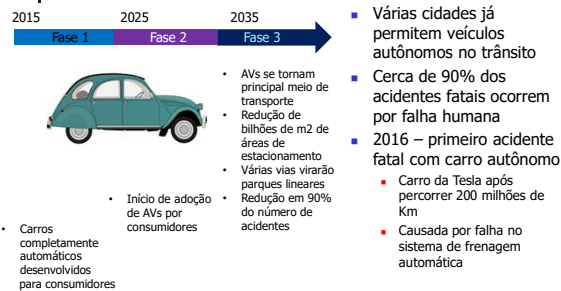 2015
2025
2035
Fase 1
Fase 2
Fase 3
• Carros
completamente
automáticos
desenvolvidos
para consumidores
• Início de adoção
de AVs por
consumidores
• AVs se tornam
principal meio de
transporte
• Redução de
bilhões de m2 de
áreas de
estacionamento
• Várias vias virarão
parques lineares
• Redução em 90%
do número de
acidentes
▪ Várias cidades já
permitem veículos
autônomos no trânsito
▪ Cerca de 90% dos
acidentes fatais ocorrem
por falha humana
▪ 2016 – primeiro acidente
fatal com carro autônomo
▪ Carro da Tesla após
percorrer 200 milhões de
Km
▪ Causada por falha no
sistema de frenagem
automática